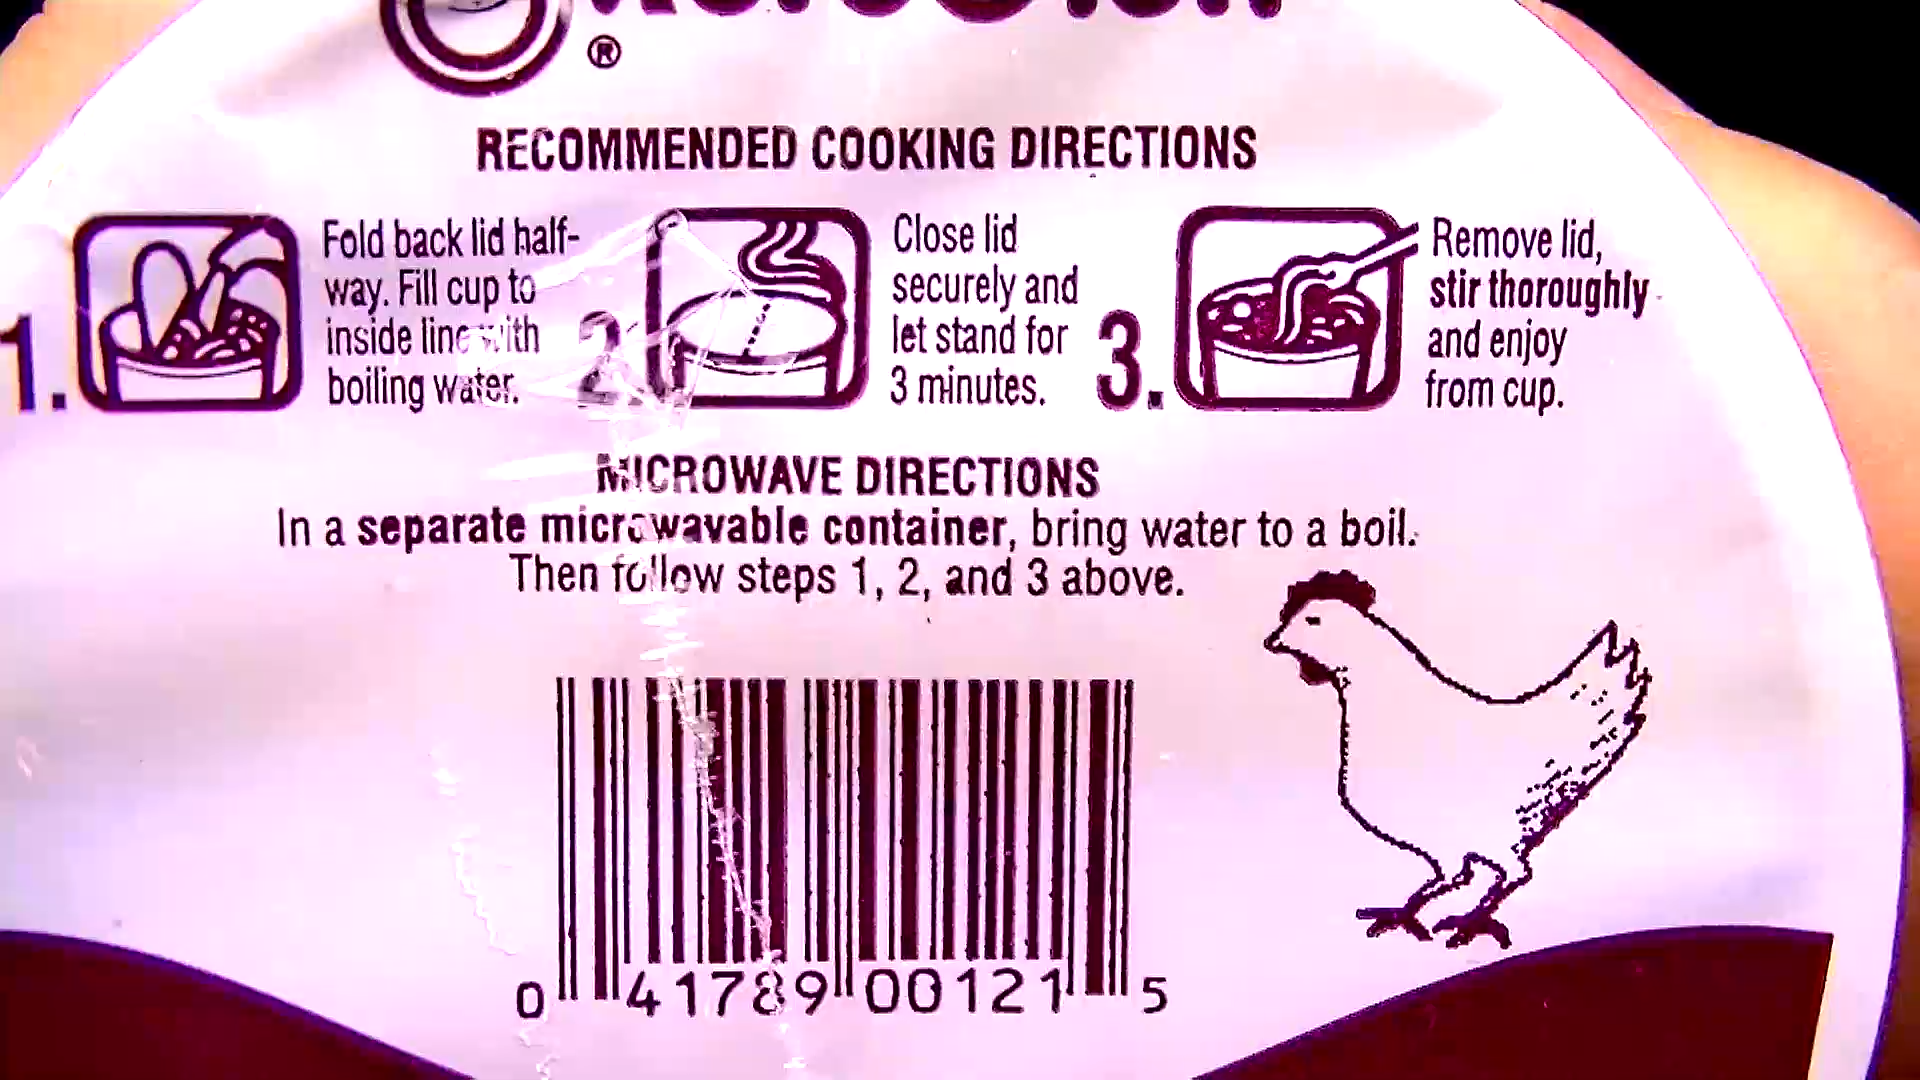 ®
RECOMMENDED COOKING DIRECTIONS
1.
Fold back lid half-
way. Fill cup to
inside line with
boiling water.
2.
Close lid
securely and
let stand for
3 minutes.
3.
Remove lid,
stir thoroughly
and enjoy
from cup.
MICROWAVE DIRECTIONS
In a separate microwavable container, bring water to a boil.
Then follow steps 1, 2, and 3 above.
0 41789 00121 5